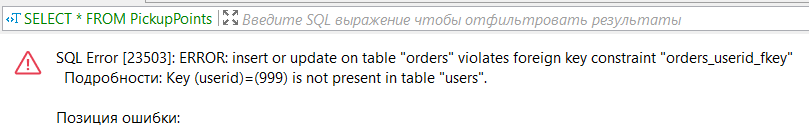 SELECT * FROM PickupPoints Введите SQL выражение чтобы отфильтровать результаты
SQL Error [23503]: ERROR: insert or update on table "orders" violates foreign key constraint "orders_userid_fkey"
Подробности: Key (userid)=(999) is not present in table "users".
Позиция ошибки: